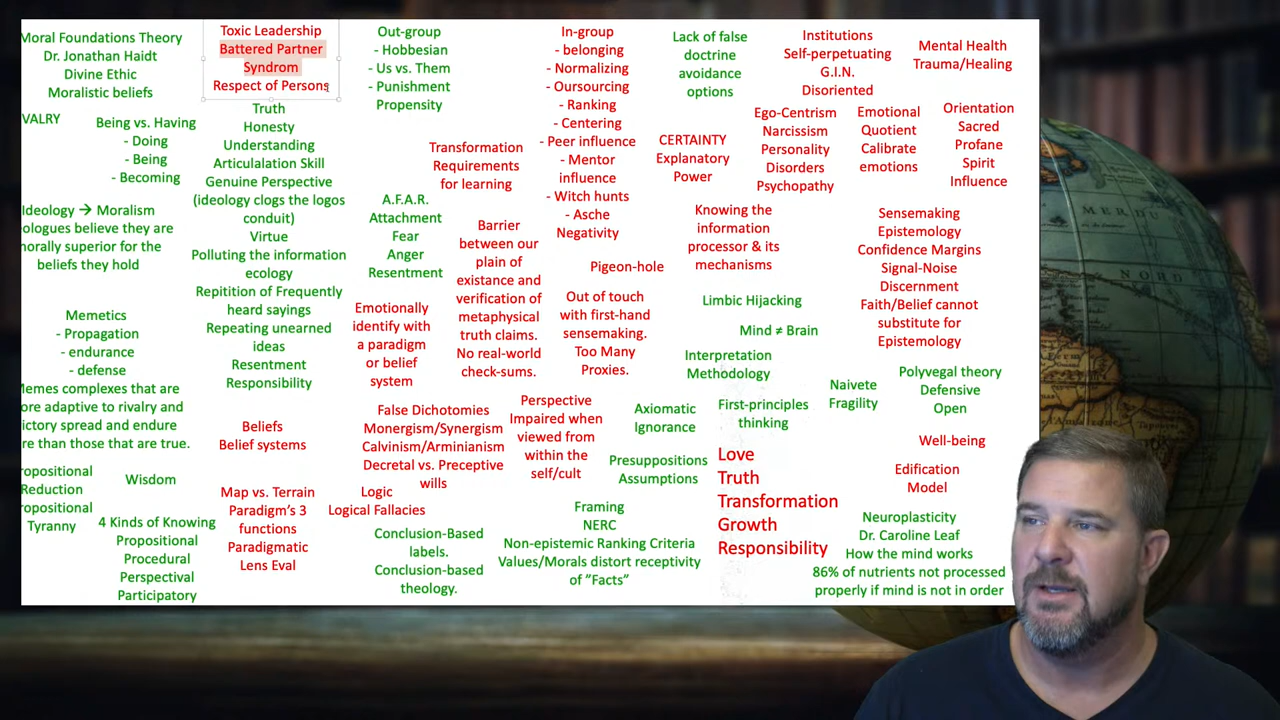 Moral Foundations Theory
Dr. Jonathan Haidt
Divine Ethic
Moralistic beliefs
Toxic Leadership
Battered Partner
Syndrom
Respect of Persons
Out-group
- Hobbesian
- Us vs. Them
- Punishment
Propensity
In-group
- belonging
- Normalizing
- Oursourcing
- Ranking
- Centering
- Peer influence
- Mentor
influence
- Witch hunts
- Asche
Negativity
Lack of false
doctrine
avoidance
options
Institutions
Self-perpetuating
G.I.N.
Disoriented
Mental Health
Trauma/Healing
VALRY
Being vs. Having
- Doing
- Being
- Becoming
Truth
Honesty
Understanding
Articulalation Skill
Genuine Perspective
(ideology clogs the logos
conduit)
Virtue
Polluting the information
ecology
Repitition of Frequently
heard sayings
Repeating unearned
ideas
Resentment
Responsibility
Transformation
Requirements
for learning
CERTAINTY
Explanatory
Power
Ego-Centrism
Narcissism
Personality
Disorders
Psychopathy
Emotional
Quotient
Calibrate
emotions
Orientation
Sacred
Profane
Spirit
Influence
Ideology → Moralism
ologues believe they are
morally superior for the
beliefs they hold
A.F.A.R.
Attachment
Fear
Anger
Resentment
Barrier
between our
plain of
existance and
verification of
metaphysical
truth claims.
No real-world
check-sums.
Knowing the
information
processor & its
mechanisms
Sensemaking
Epistemology
Confidence Margins
Signal-Noise
Discernment
Faith/Belief cannot
substitute for
Epistemology
Pigeon-hole
Out of touch
with first-hand
sensemaking.
Too Many
Proxies.
Limbic Hijacking
Mind ≠ Brain
Memetics
- Propagation
- endurance
- defense
Memes complexes that are
ore adaptive to rivalry and
ictory spread and endure
re than those that are true.
Emotionally
identify with
a paradigm
or belief
system
Interpretation
Methodology
Polyvegal theory
Defensive
Open
Naivete
Fragility
False Dichotomies
Monergism/Synergism
Calvinism/Arminianism
Decretal vs. Preceptive
wills
Perspective
Impaired when
viewed from
within the
self/cult
Axiomatic
Ignorance
First-principles
thinking
Beliefs
Belief systems
Well-being
Presuppositions
Assumptions
Love
Truth
Transformation
Growth
Responsibility
Edification
Model
ropositional
Reduction
ropositional
Tyranny
Wisdom
4 Kinds of Knowing
Propositional
Procedural
Perspectival
Participatory
Map vs. Terrain
Paradigm's 3
functions
Paradigmatic
Lens Eval
Logic
Logical Fallacies
Conclusion-Based
labels.
Conclusion-based
theology.
Framing
NERC
Non-epistemic Ranking Criteria
Values/Morals distort receptivity
of "Facts"
Neuroplasticity
Dr. Caroline Leaf
How the mind works
86% of nutrients not processed
properly if mind is not in order
MERDU
NORD